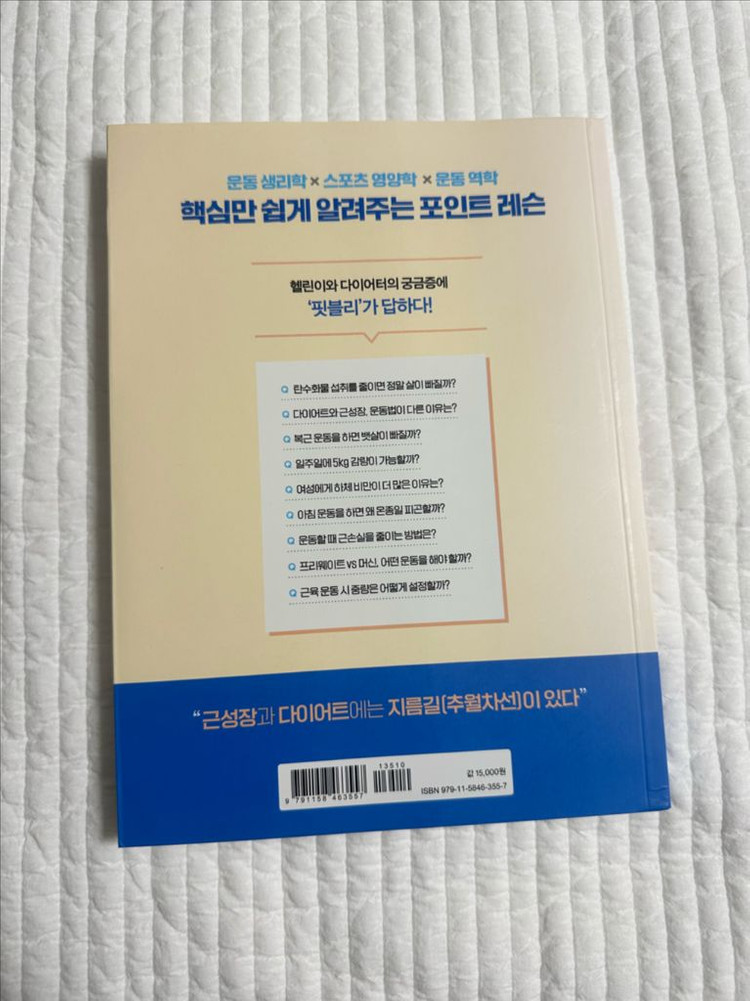 운동 생리학 × 스포츠 영양학 × 운동 역학
핵심만 쉽게 알려주는 포인트 레슨
헬린이와 다이어터의 궁금증에
‘핏블리’가 답하다!
Q 탄수화물 섭취를 줄이면 정말 살이 빠질까?
Q 다이어트와 근성장, 운동법이 다른 이유는?
Q 복근 운동을 하면 뱃살이 빠질까?
Q 일주일에 5kg 감량이 가능할까?
Q 여성에게 하체 비만이 더 많은 이유는?
Q 아침 운동을 하면 왜 온종일 피곤할까?
Q 운동할 때 근손실을 줄이는 방법은?
Q 프리웨이트 vs 머신, 어떤 운동을 해야 할까?
Q 근육 운동 시 중량은 어떻게 설정할까?
“근성장과 다이어트에는 지름길(추월차선)이 있다”
13510
9 791158 463557
값 15,000원
ISBN 979-11-5846-355-7